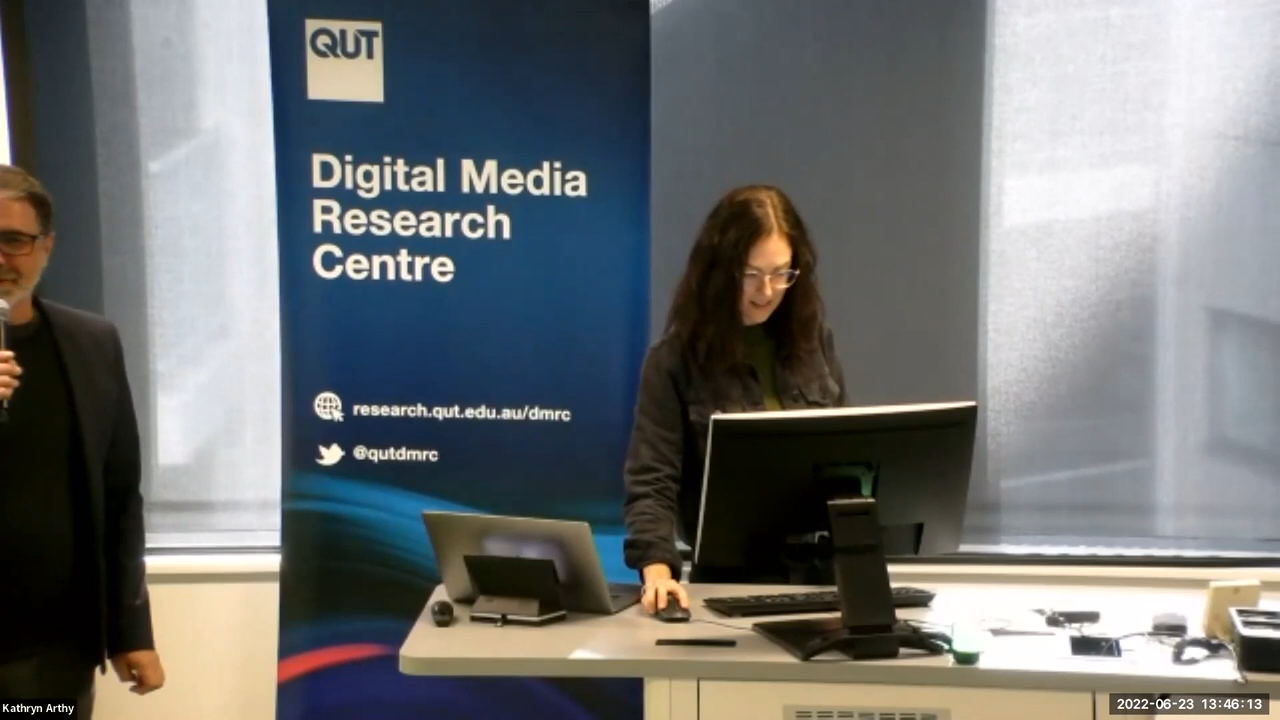 QUT
Digital Media
Research
Centre
research.qut.edu.au/dmrc
@qutdmrc
Kathryn Arthy
2022-06-23 13:46:13